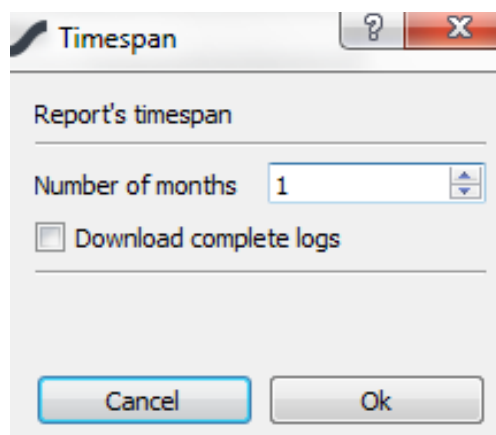 Timespan
Report's timespan
Number of months 1
Download complete logs
Cancel Ok